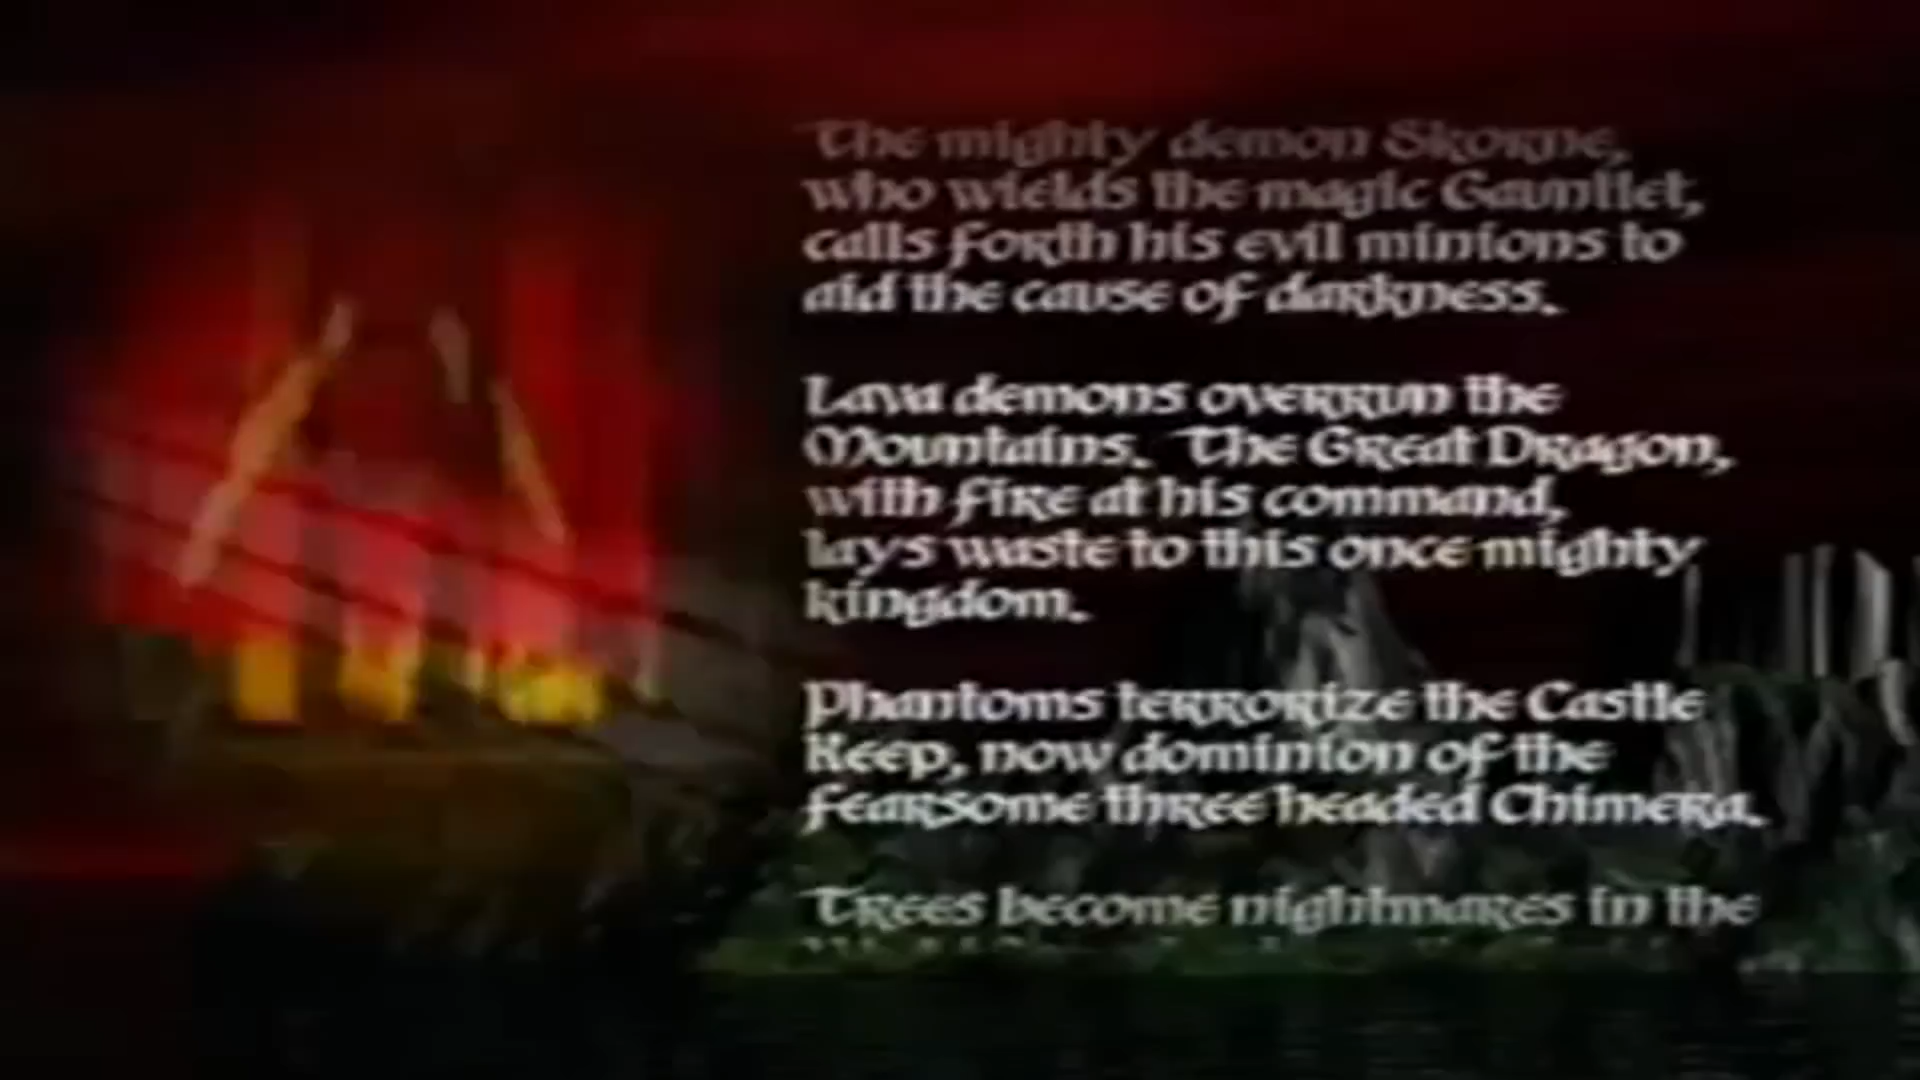 The mighty demon Skorne,
who wields the magic Gauntlet,
calls forth his evil minions to
aid the cause of darkness.
Lava demons overrun the
Mountains. The Great Dragon,
with fire at his command,
lays waste to this once mighty
kingdom.
Phantoms terrorize the Castle
Keep, now dominion of the
fearsome three headed Chimera.
Trees become nightmares in the